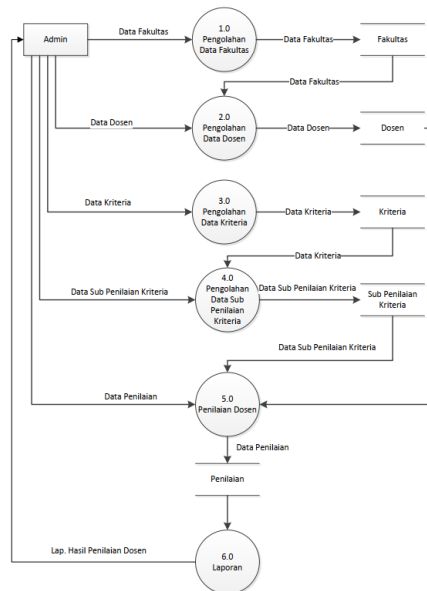 Admin
Data Fakultas
1.0
Pengolahan
Data Fakultas
Data Fakultas
Fakultas
Data Fakultas
Data Dosen
2.0
Pengolahan
Data Dosen
Data Dosen
Dosen
Data Kriteria
3.0
Pengolahan
Data Kriteria
Data Kriteria
Kriteria
Data Kriteria
Data Sub Penilaian Kriteria
4.0
Pengolahan
Data Sub
Penilaian
Kriteria
Data Sub Penilaian Kriteria
Sub Penilaian
Kriteria
Data Sub Penilaian Kriteria
Data Penilaian
5.0
Penilaian Dosen
Data Penilaian
Penilaian
Lap. Hasil Penilaian Dosen
6.0
Laporan